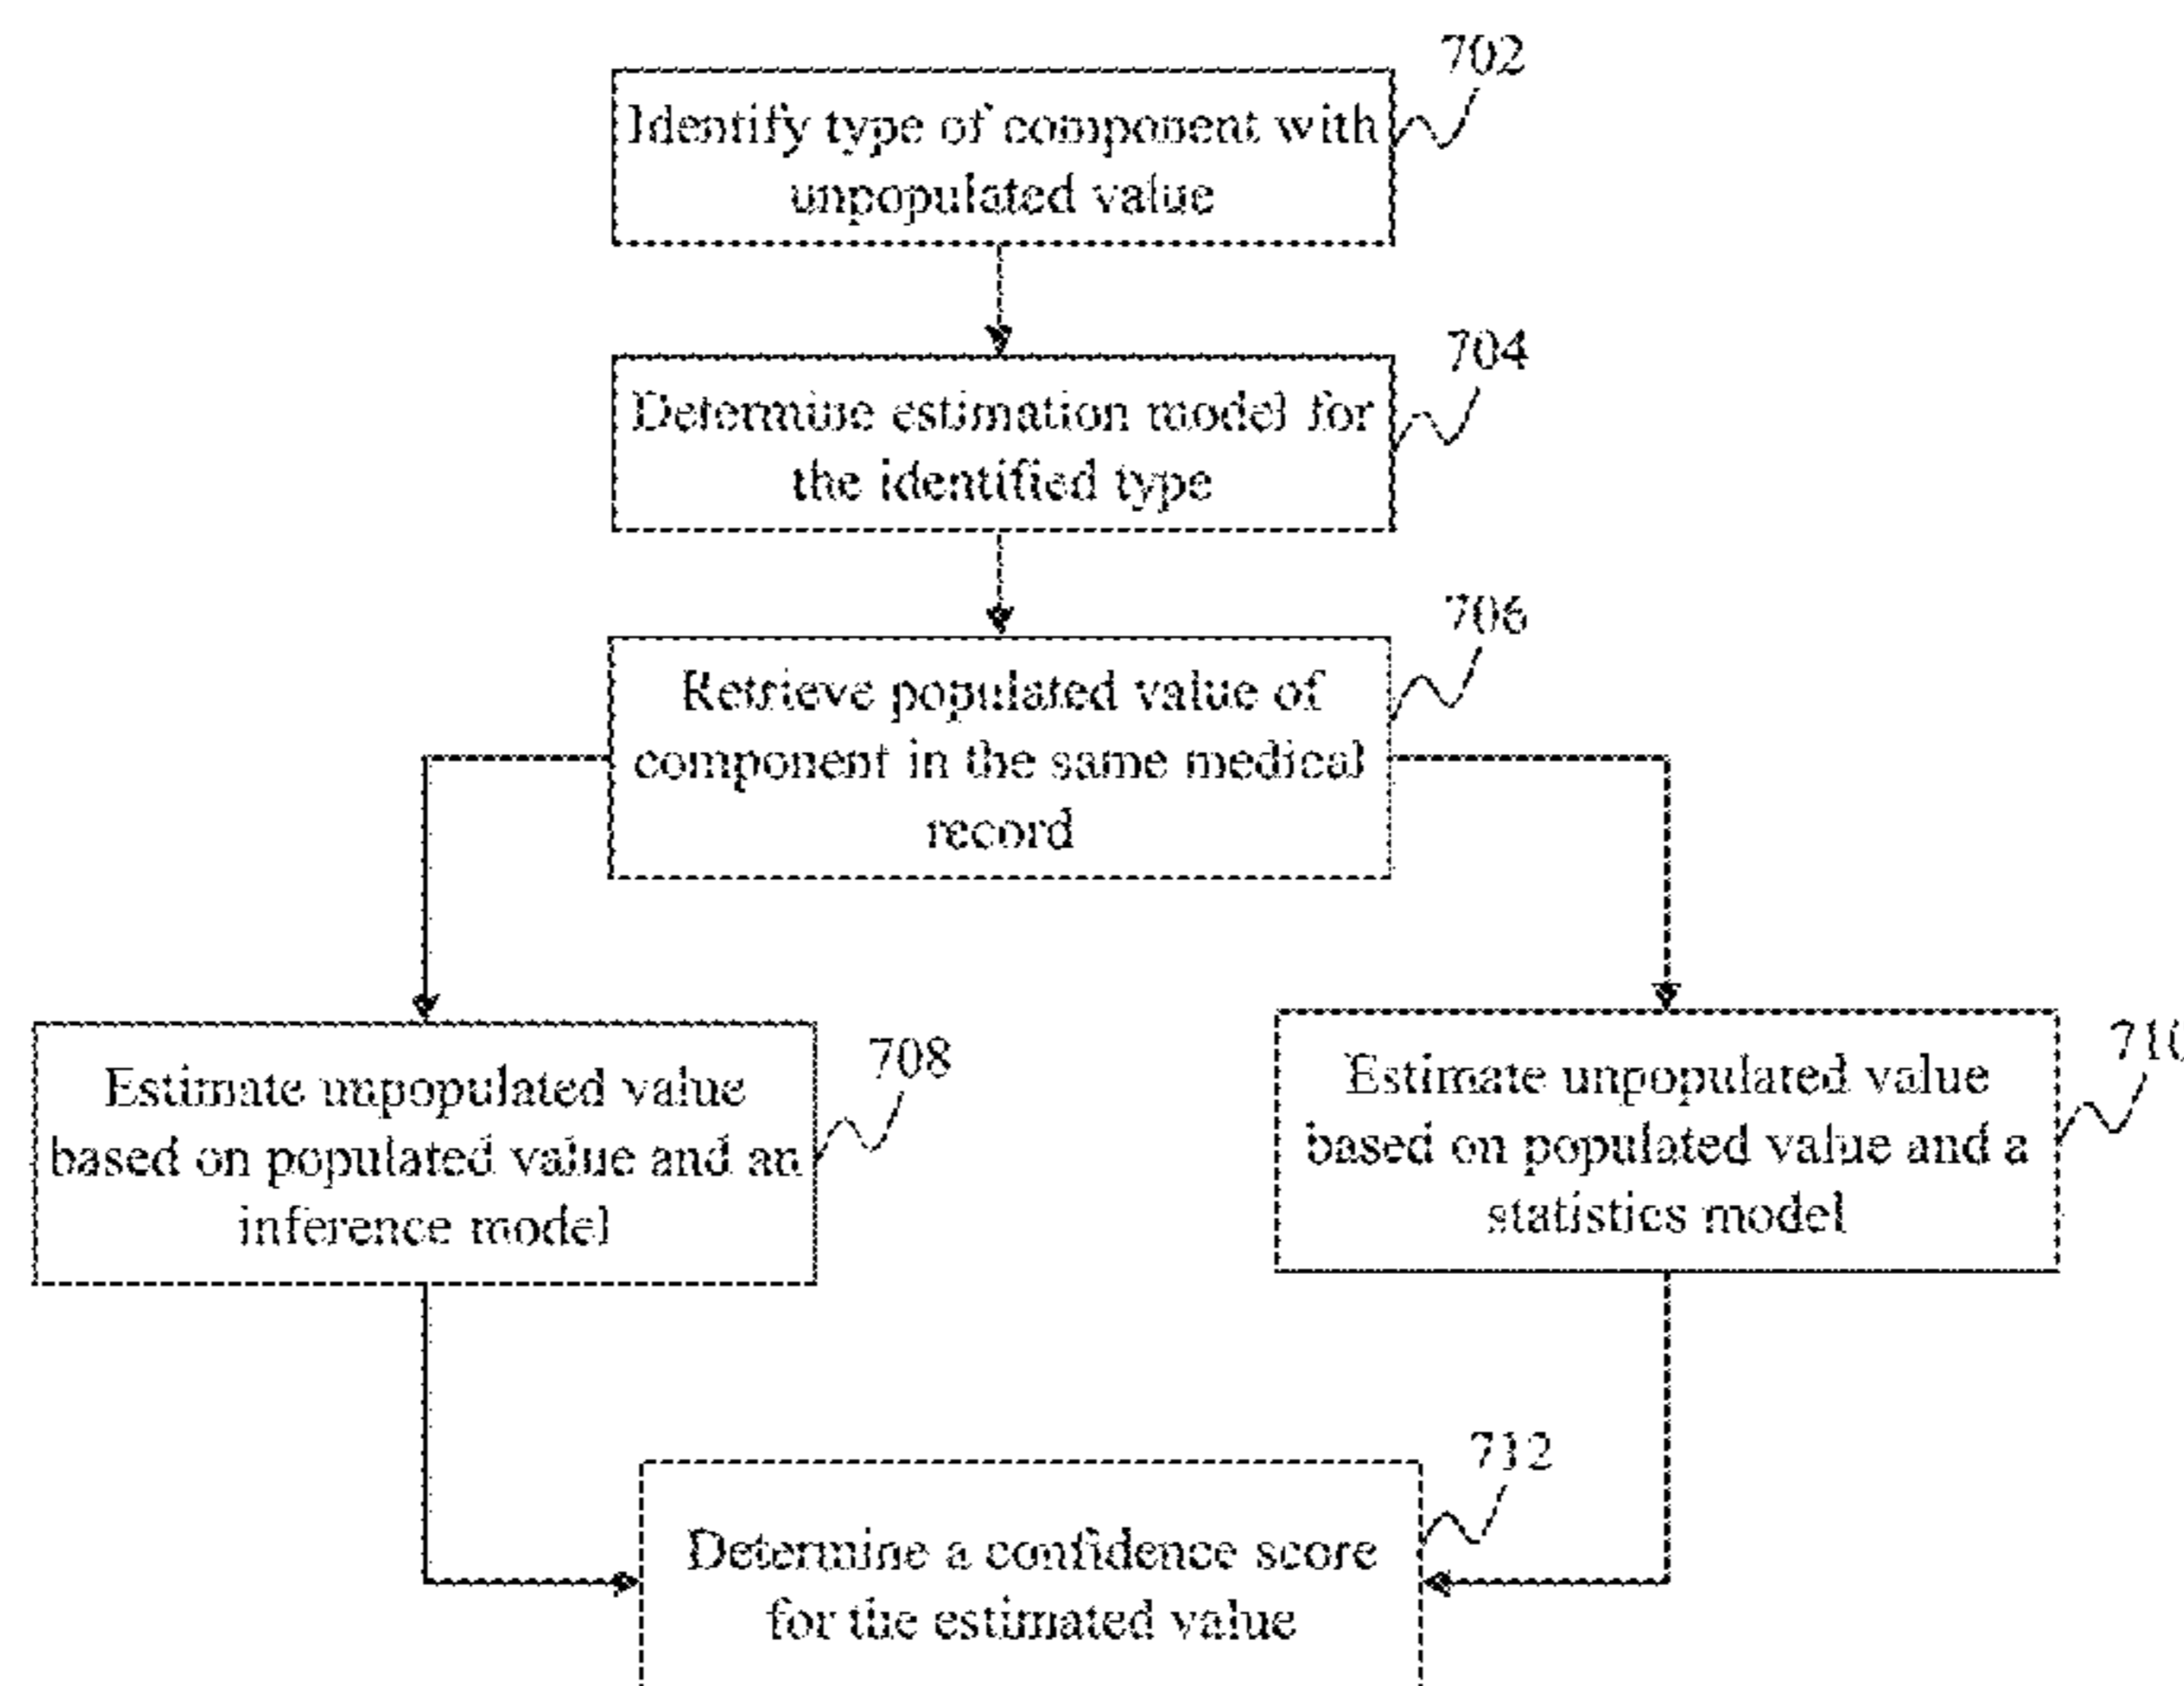 702
Identify type of component with
unpopulated value
704
Determine estimation model for
the identified type
706
Retrieve populated value of
component in the same medical
record
708
Estimate unpopulated value
based on populated value and an
inference model
710
Estimate unpopulated value
based on populated value and a
statistics model
712
Determine a confidence score
for the estimated value